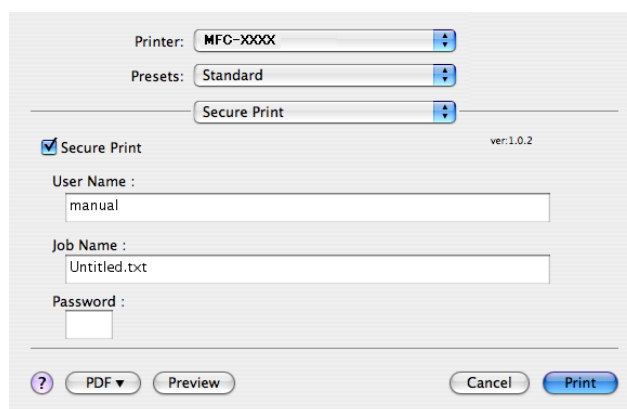 Printer: MFC-XXXX
Presets: Standard
Secure Print
Secure Print ver:1.0.2
User Name :
manual
Job Name :
Untitled.txt
Password :
? PDF▼ Preview Cancel Print